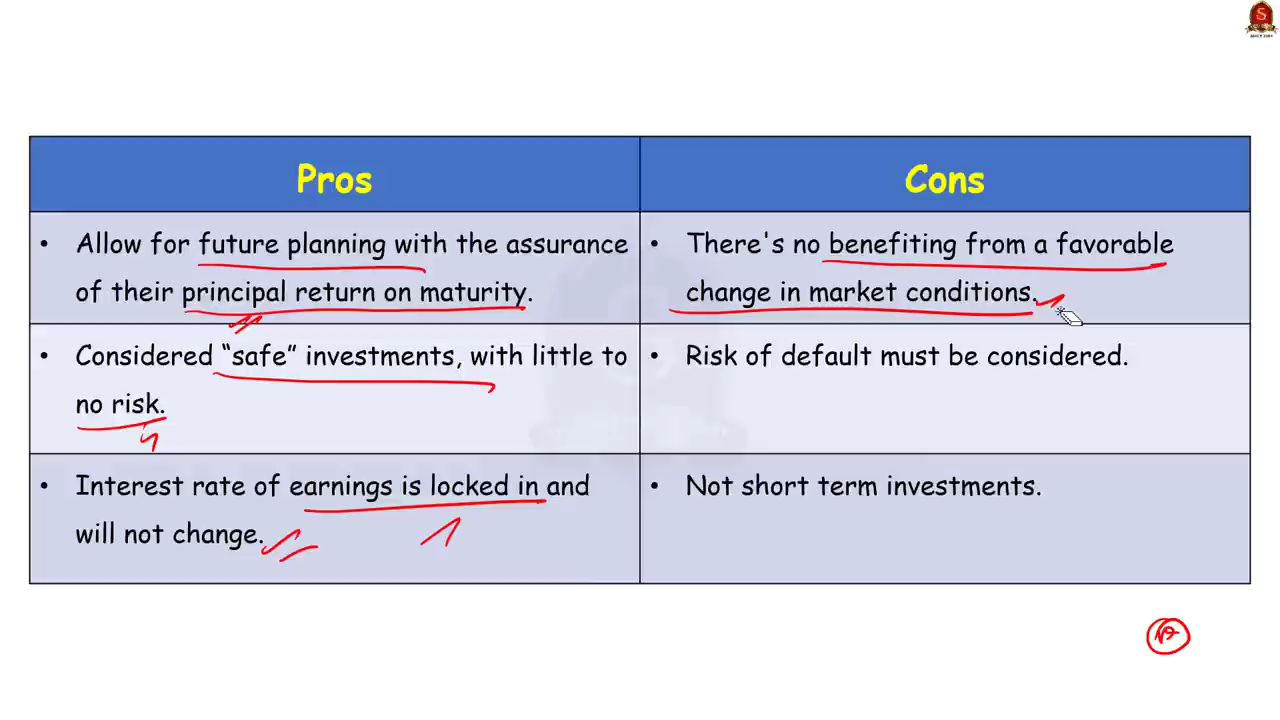 Pros
Cons
• Allow for future planning with the assurance
of their principal return on maturity.
• There's no benefiting from a favorable
change in market conditions.
• Considered “safe” investments, with little to
no risk.
• Risk of default must be considered.
• Interest rate of earnings is locked in and
will not change.
• Not short term investments.